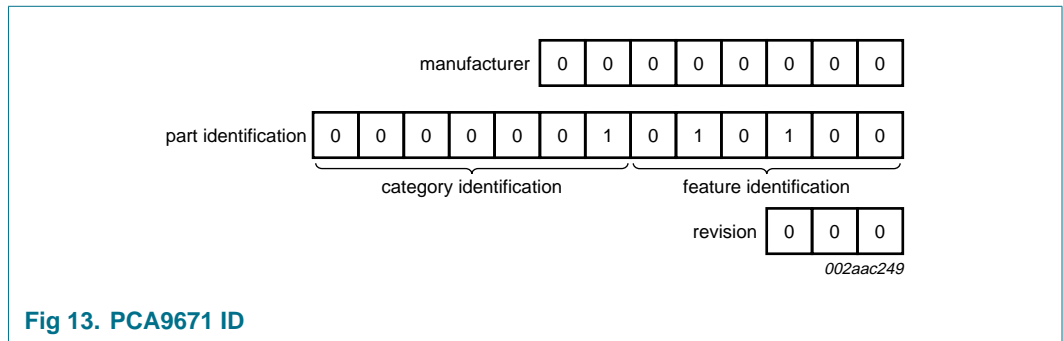 manufacturer 0 0 0 0 0 0 0 0
part identification 0 0 0 0 0 0 1 0 1 0 1 0 0
category identification feature identification
revision 0 0 0
002aac249
Fig 13. PCA9671 ID